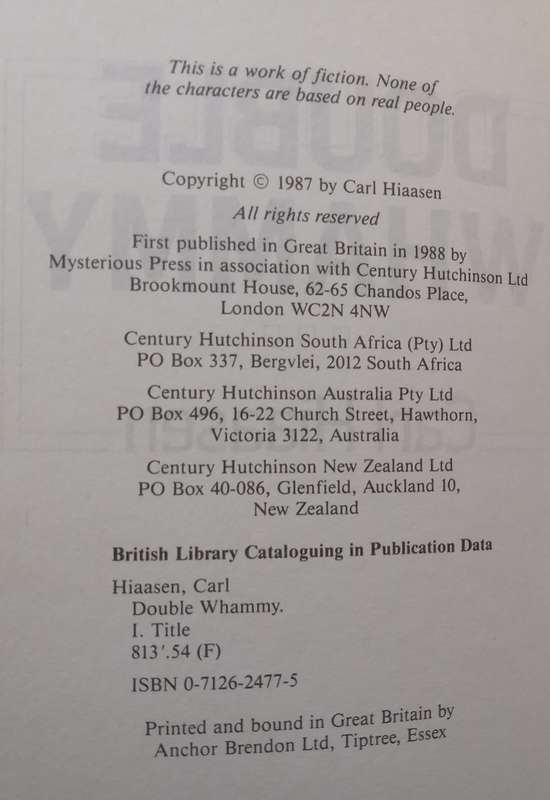 This is a work of fiction. None of
the characters are based on real people.
Copyright © 1987 by Carl Hiaasen
All rights reserved
First published in Great Britain in 1988 by
Mysterious Press in association with Century Hutchinson Ltd
Brookmount House, 62-65 Chandos Place,
London WC2N 4NW
Century Hutchinson South Africa (Pty) Ltd
PO Box 337, Bergvlei, 2012 South Africa
Century Hutchinson Australia Pty Ltd
PO Box 496, 16-22 Church Street, Hawthorn,
Victoria 3122, Australia
Century Hutchinson New Zealand Ltd
PO Box 40-086, Glenfield, Auckland 10,
New Zealand
British Library Cataloguing in Publication Data
Hiaasen, Carl
Double Whammy.
I. Title
813'.54 (F)
ISBN 0-7126-2477-5
Printed and bound in Great Britain by
Anchor Brendon Ltd, Tiptree, Essex